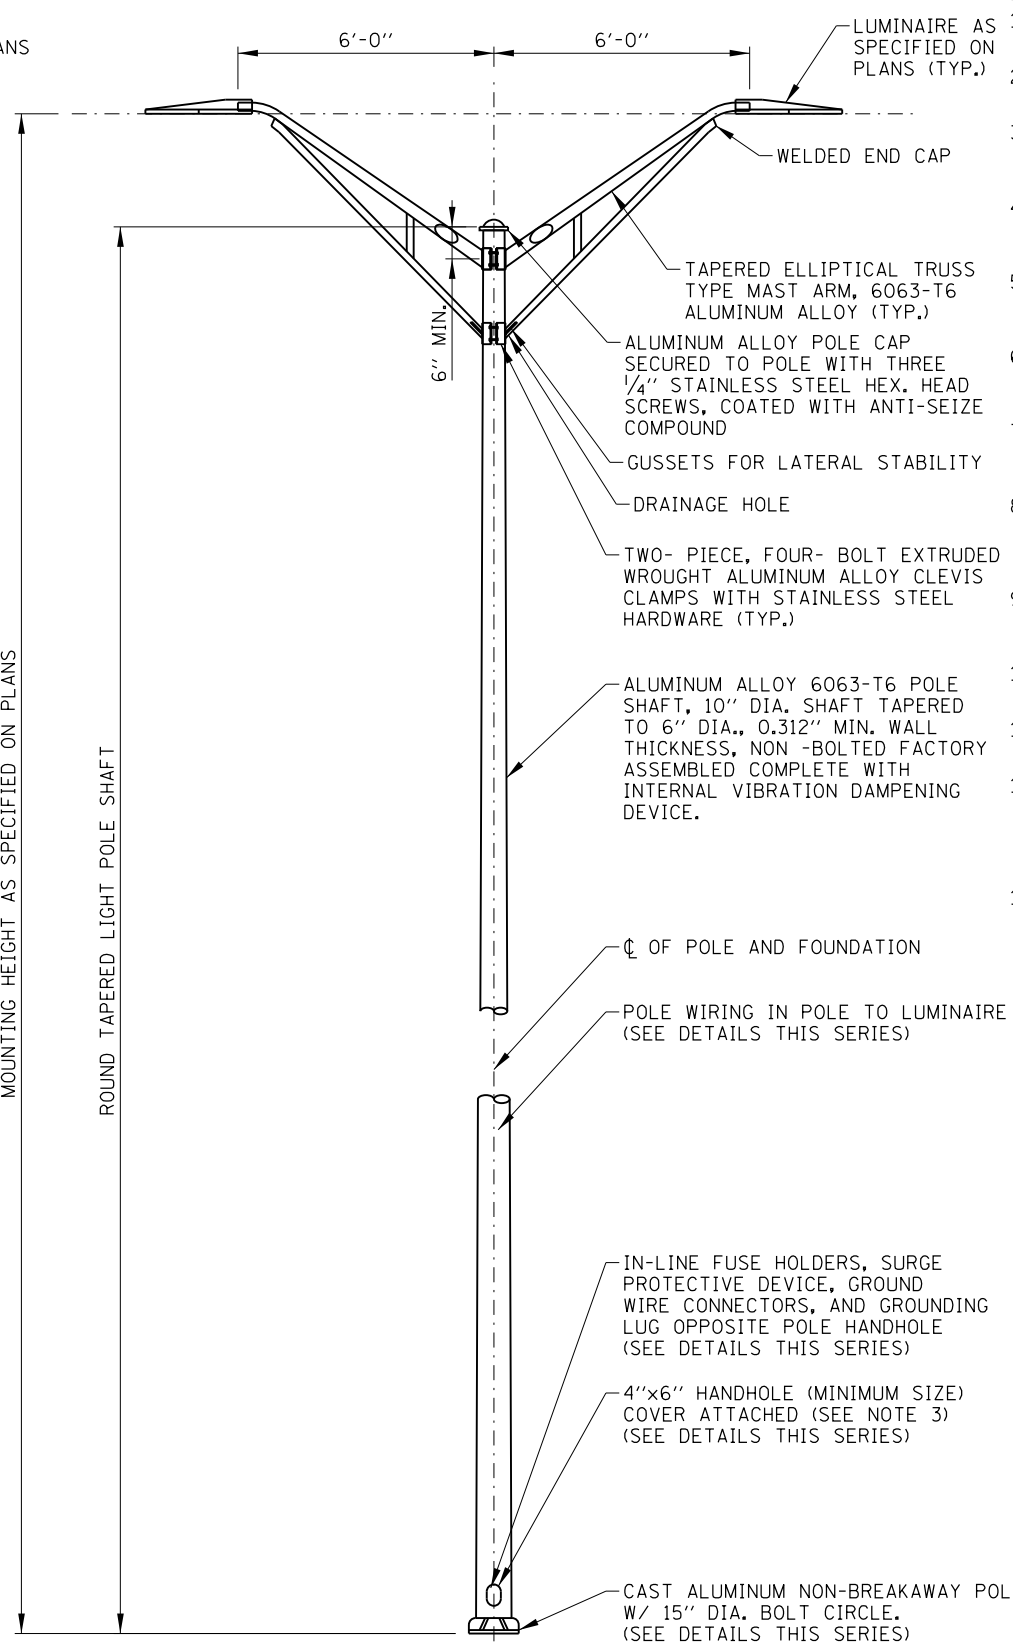 ANS
6'-0''
6'-0''
LUMINAIRE AS
SPECIFIED ON
PLANS (TYP.)
WELDED END CAP
TAPERED ELLIPTICAL TRUSS
TYPE MAST ARM, 6063-T6
ALUMINUM ALLOY (TYP.)
6'' MIN.
ALUMINUM ALLOY POLE CAP
SECURED TO POLE WITH THREE
1/4'' STAINLESS STEEL HEX. HEAD
SCREWS, COATED WITH ANTI-SEIZE
COMPOUND
GUSSETS FOR LATERAL STABILITY
DRAINAGE HOLE
TWO- PIECE, FOUR- BOLT EXTRUDED
WROUGHT ALUMINUM ALLOY CLEVIS
CLAMPS WITH STAINLESS STEEL
HARDWARE (TYP.)
MOUNTING HEIGHT AS SPECIFIED ON PLANS
ROUND TAPERED LIGHT POLE SHAFT
ALUMINUM ALLOY 6063-T6 POLE
SHAFT, 10'' DIA. SHAFT TAPERED
TO 6'' DIA., 0.312'' MIN. WALL
THICKNESS, NON -BOLTED FACTORY
ASSEMBLED COMPLETE WITH
INTERNAL VIBRATION DAMPENING
DEVICE.
℄ OF POLE AND FOUNDATION
POLE WIRING IN POLE TO LUMINAIRE
(SEE DETAILS THIS SERIES)
IN-LINE FUSE HOLDERS, SURGE
PROTECTIVE DEVICE, GROUND
WIRE CONNECTORS, AND GROUNDING
LUG OPPOSITE POLE HANDHOLE
(SEE DETAILS THIS SERIES)
4''x6'' HANDHOLE (MINIMUM SIZE)
COVER ATTACHED (SEE NOTE 3)
(SEE DETAILS THIS SERIES)
CAST ALUMINUM NON-BREAKAWAY POL
W/ 15'' DIA. BOLT CIRCLE.
(SEE DETAILS THIS SERIES)